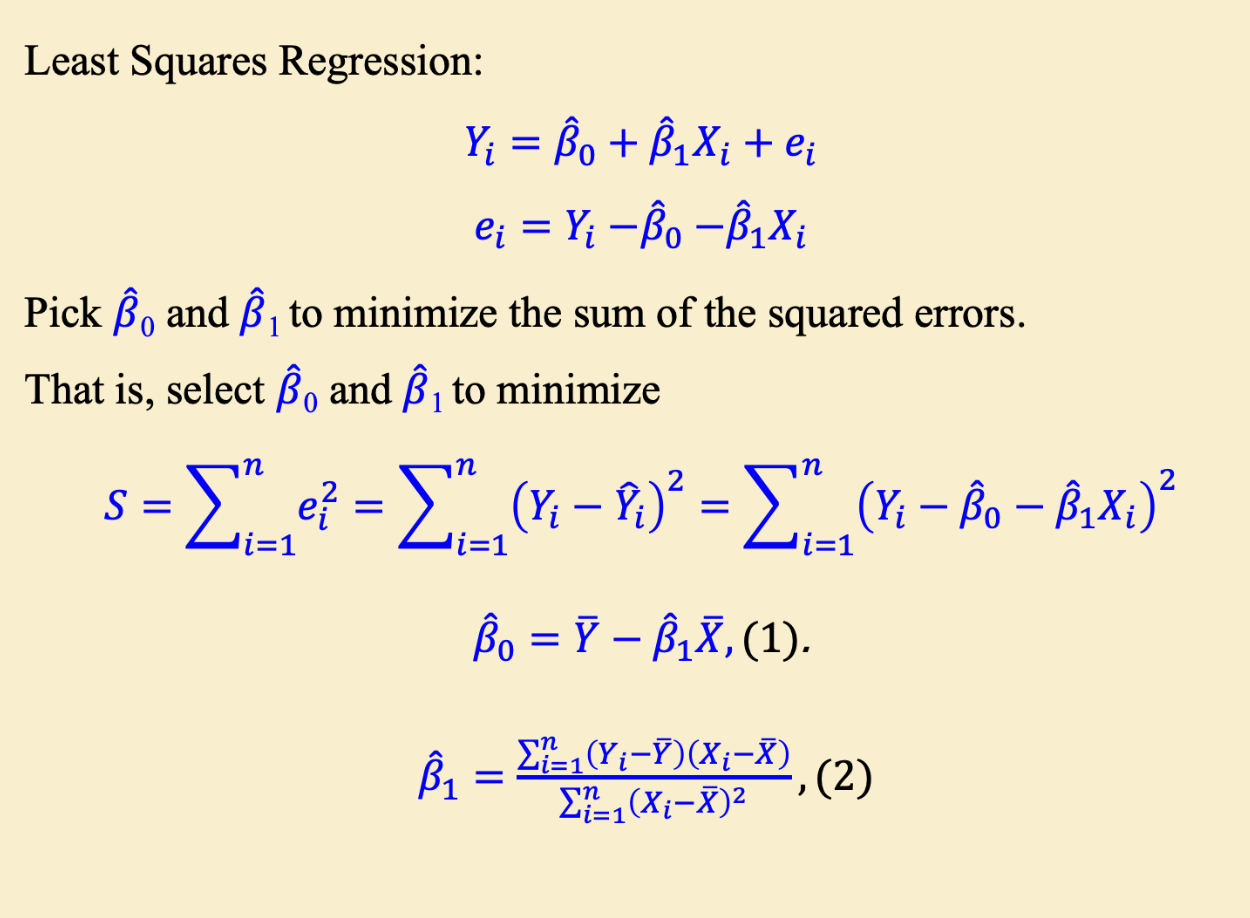 Least Squares Regression:
Yᵢ = β̂₀ + β̂₁Xᵢ + eᵢ
eᵢ = Yᵢ −β̂₀ −β̂₁Xᵢ
Pick β̂₀ and β̂₁ to minimize the sum of the squared errors.
That is, select β̂₀ and β̂₁ to minimize
S = ∑ⁿᵢ₌₁ eᵢ² = ∑ⁿᵢ₌₁ (Yᵢ − Ŷᵢ)² = ∑ⁿᵢ₌₁ (Yᵢ − β̂₀ − β̂₁Xᵢ)²
β̂₀ = Ȳ − β̂₁X̄, (1).
β̂₁ = ∑ⁿᵢ₌₁(Yᵢ−Ȳ)(Xᵢ−X̄) / ∑ⁿᵢ₌₁(Xᵢ−X̄)² , (2)